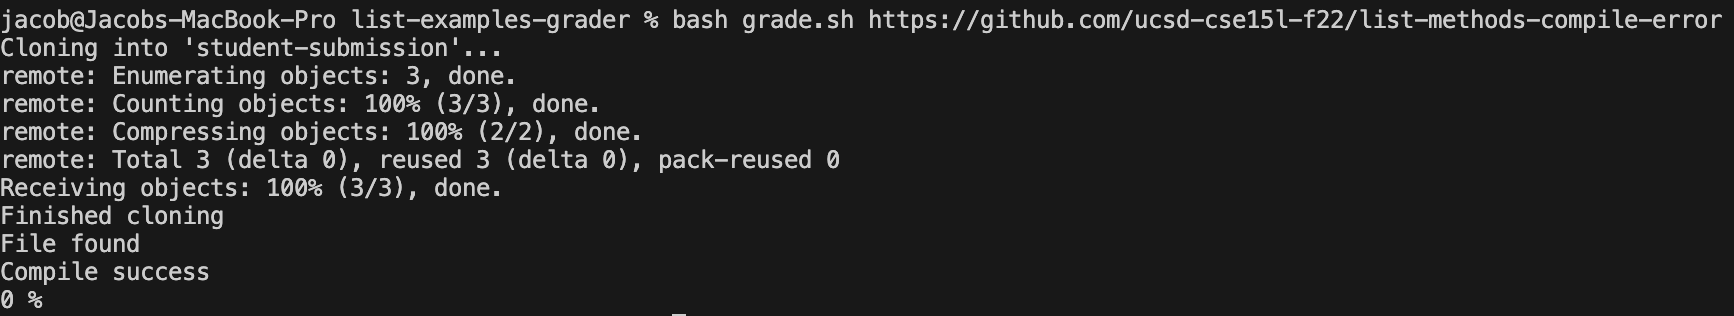 jacob@Jacobs-MacBook-Pro list-examples-grader % bash grade.sh https://github.com/ucsd-cse15l-f22/list-methods-compile-error
Cloning into 'student-submission'...
remote: Enumerating objects: 3, done.
remote: Counting objects: 100% (3/3), done.
remote: Compressing objects: 100% (2/2), done.
remote: Total 3 (delta 0), reused 3 (delta 0), pack-reused 0
Receiving objects: 100% (3/3), done.
Finished cloning
File found
Compile success
0 %